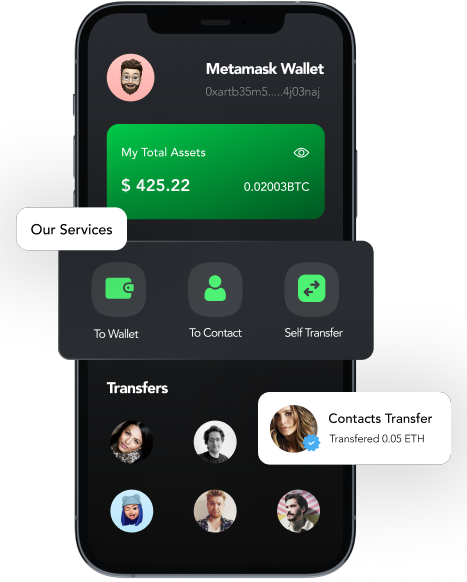 Metamask Wallet
0xartb35m5.....4j03naj
My Total Assets
$ 425.22
0.02003BTC
Our Services
To Wallet
To Contact
Self Transfer
Transfers
Contacts Transfer
Transfered 0.05 ETH